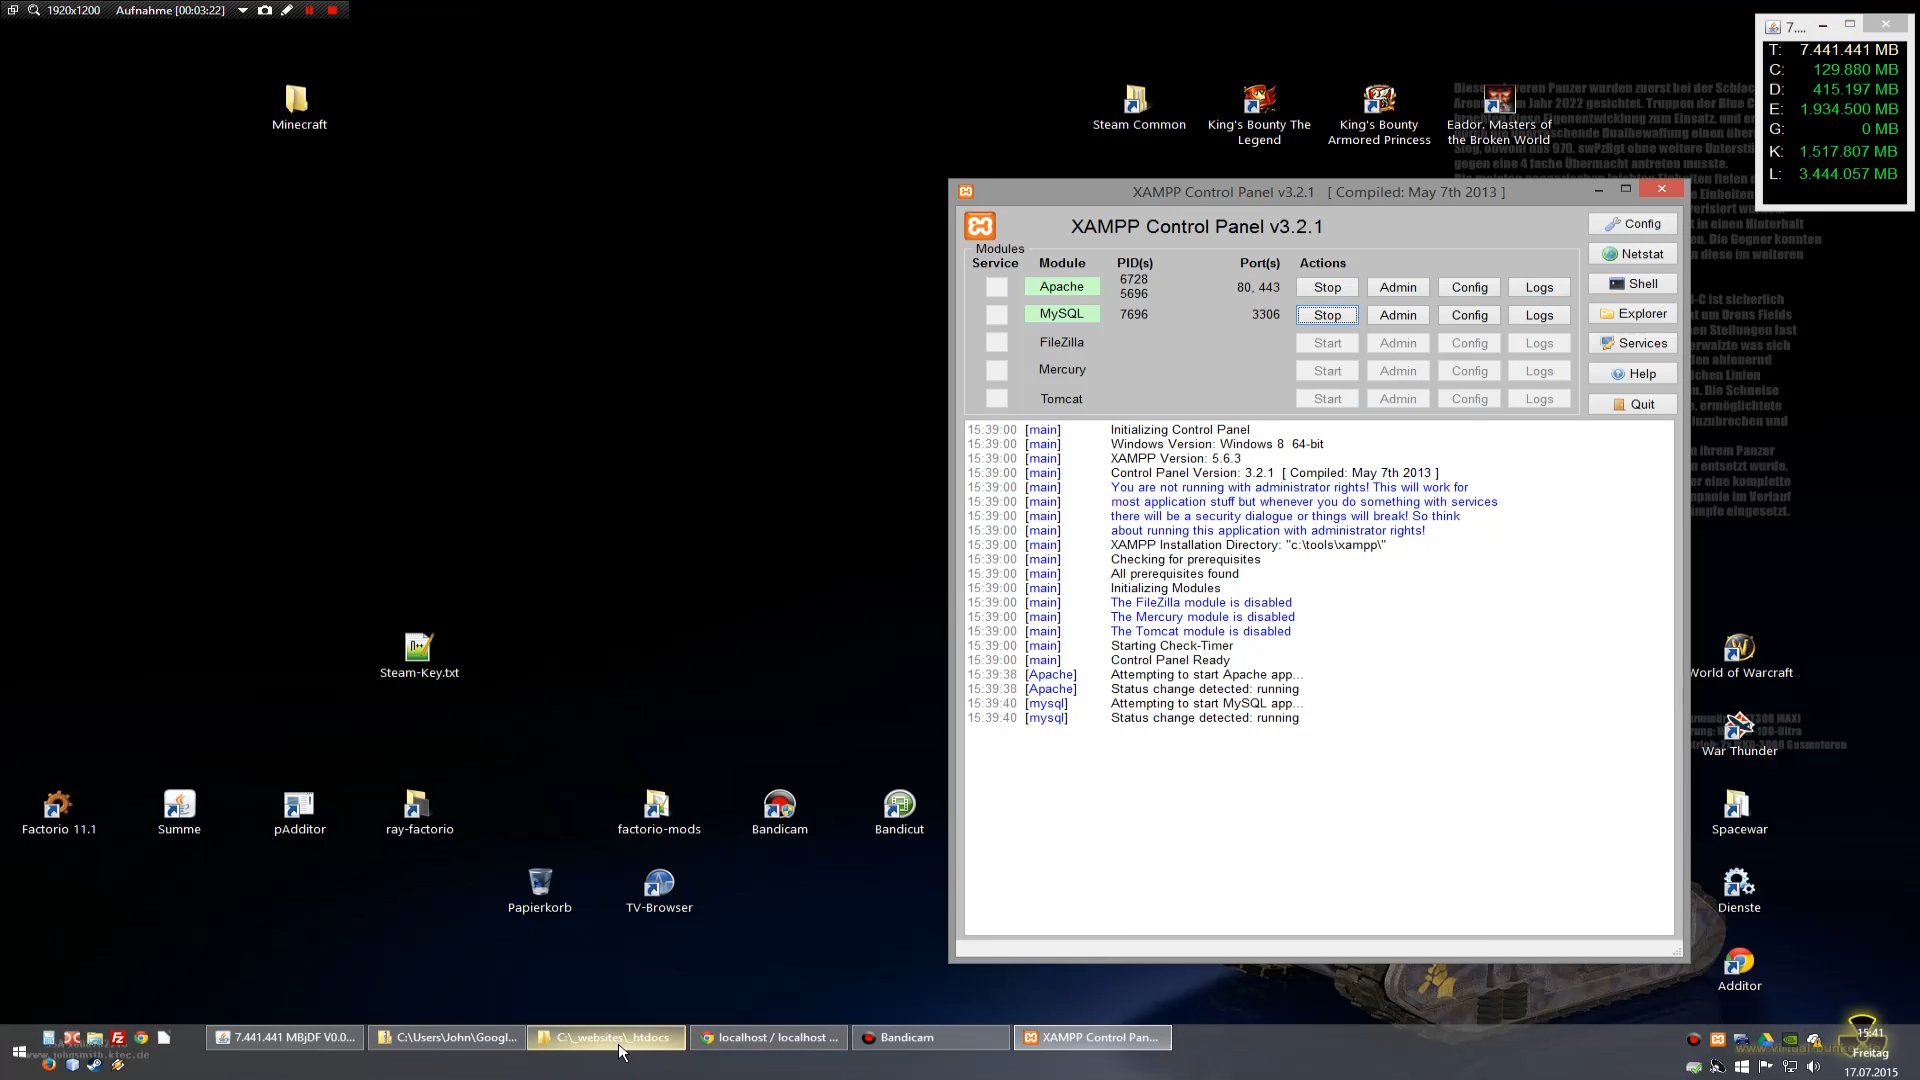 1920x1200 Aufnahme [00:03:22]
Minecraft
Steam Common
King's Bounty The
Legend
King's Bounty
Armored Princess
Eador. Masters of
the Broken World
7....
T: 7.441.441 MB
C: 129.880 MB
D: 415.197 MB
E: 1.934.500 MB
G: 0 MB
K: 1.517.807 MB
L: 3.444.057 MB
XAMPP Control Panel v3.2.1 [ Compiled: May 7th 2013 ]
XAMPP Control Panel v3.2.1
Modules
Service Module PID(s) Port(s) Actions
Apache 6728 5696 80, 443 Stop Admin Config Logs
MySQL 7696 3306 Stop Admin Config Logs
FileZilla Start Admin Config Logs
Mercury Start Admin Config Logs
Tomcat Start Admin Config Logs
Config
Netstat
Shell
Explorer
Services
Help
Quit
15:39:00 [main] Initializing Control Panel
15:39:00 [main] Windows Version: Windows 8 64-bit
15:39:00 [main] XAMPP Version: 5.6.3
15:39:00 [main] Control Panel Version: 3.2.1 [ Compiled: May 7th 2013 ]
15:39:00 [main] You are not running with administrator rights! This will work for
15:39:00 [main] most application stuff but whenever you do something with services
15:39:00 [main] there will be a security dialogue or things will break! So think
15:39:00 [main] about running this application with administrator rights!
15:39:00 [main] XAMPP Installation Directory: "c:\tools\xampp\"
15:39:00 [main] Checking for prerequisites
15:39:00 [main] All prerequisites found
15:39:00 [main] Initializing Modules
15:39:00 [main] The FileZilla module is disabled
15:39:00 [main] The Mercury module is disabled
15:39:00 [main] The Tomcat module is disabled
15:39:00 [main] Starting Check-Timer
15:39:00 [main] Control Panel Ready
15:39:38 [Apache] Attempting to start Apache app...
15:39:38 [Apache] Status change detected: running
15:39:40 [mysql] Attempting to start MySQL app...
15:39:40 [mysql] Status change detected: running
Steam-Key.txt
World of Warcraft
War Thunder
Factorio 11.1
Summe
pAdditor
ray-factorio
factorio-mods
Bandicam
Bandicut
Spacewar
Papierkorb
TV-Browser
Dienste
Additor
7.441.441 MBjDF V0.0...
C:\Users\John\Googl...
C:\_websites\_htdocs
localhost / localhost ...
Bandicam
XAMPP Control Pan...
15:41
Freitag
17.07.2015